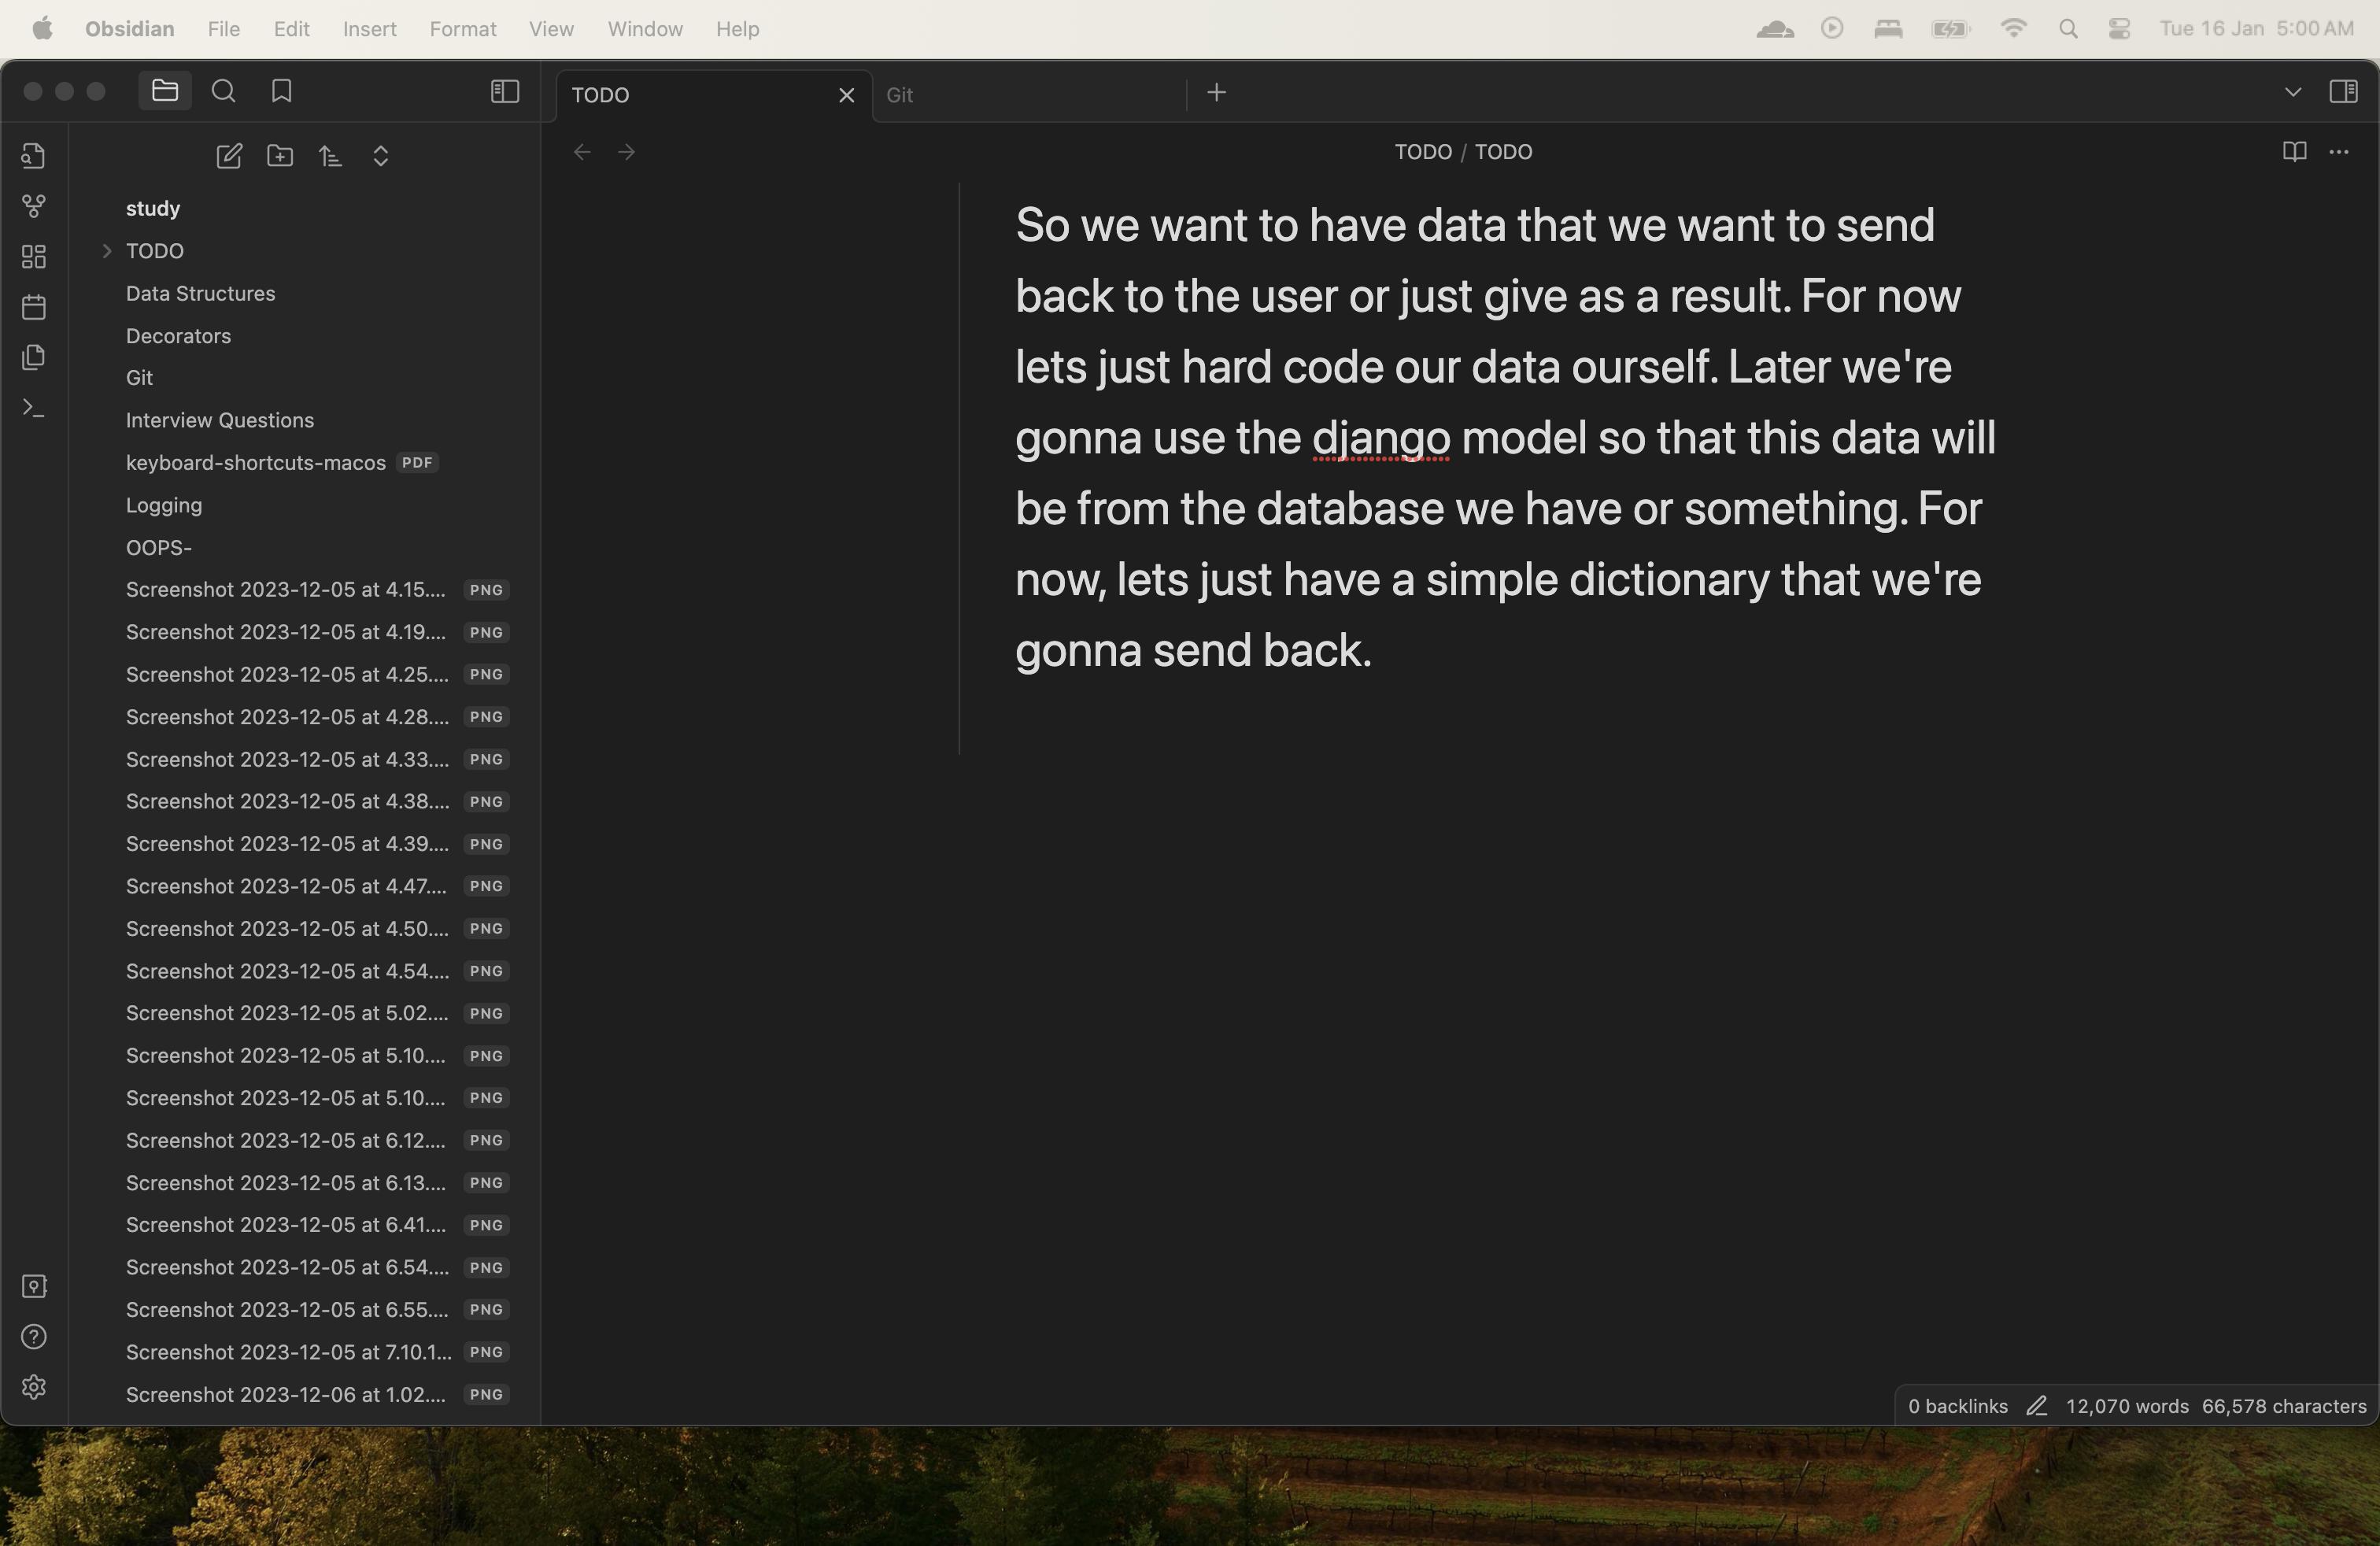 Obsidian File Edit Insert Format View Window Help
Tue 16 Jan 5:00 AM
TODO
Git
TODO / TODO
study
TODO
Data Structures
Decorators
Git
Interview Questions
keyboard-shortcuts-macos PDF
Logging
OOPS-
Screenshot 2023-12-05 at 4.15.... PNG
Screenshot 2023-12-05 at 4.19.... PNG
Screenshot 2023-12-05 at 4.25.... PNG
Screenshot 2023-12-05 at 4.28.... PNG
Screenshot 2023-12-05 at 4.33.... PNG
Screenshot 2023-12-05 at 4.38.... PNG
Screenshot 2023-12-05 at 4.39.... PNG
Screenshot 2023-12-05 at 4.47.... PNG
Screenshot 2023-12-05 at 4.50.... PNG
Screenshot 2023-12-05 at 4.54.... PNG
Screenshot 2023-12-05 at 5.02.... PNG
Screenshot 2023-12-05 at 5.10.... PNG
Screenshot 2023-12-05 at 5.10.... PNG
Screenshot 2023-12-05 at 6.12.... PNG
Screenshot 2023-12-05 at 6.13.... PNG
Screenshot 2023-12-05 at 6.41.... PNG
Screenshot 2023-12-05 at 6.54.... PNG
Screenshot 2023-12-05 at 6.55.... PNG
Screenshot 2023-12-05 at 7.10.1... PNG
Screenshot 2023-12-06 at 1.02.... PNG
So we want to have data that we want to send
back to the user or just give as a result. For now
lets just hard code our data ourself. Later we're
gonna use the django model so that this data will
be from the database we have or something. For
now, lets just have a simple dictionary that we're
gonna send back.
0 backlinks 12,070 words 66,578 characters